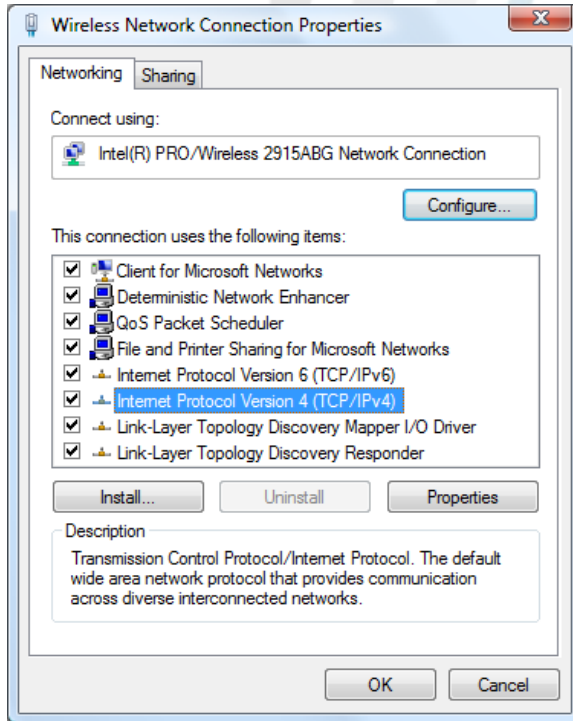 Wireless Network Connection Properties
Networking
Sharing
Connect using:
Intel(R) PRO/Wireless 2915ABG Network Connection
Configure...
This connection uses the following items:
Client for Microsoft Networks
Deterministic Network Enhancer
QoS Packet Scheduler
File and Printer Sharing for Microsoft Networks
Internet Protocol Version 6 (TCP/IPv6)
Internet Protocol Version 4 (TCP/IPv4)
Link-Layer Topology Discovery Mapper I/O Driver
Link-Layer Topology Discovery Responder
Install...
Uninstall
Properties
Description
Transmission Control Protocol/Internet Protocol. The default
wide area network protocol that provides communication
across diverse interconnected networks.
OK
Cancel